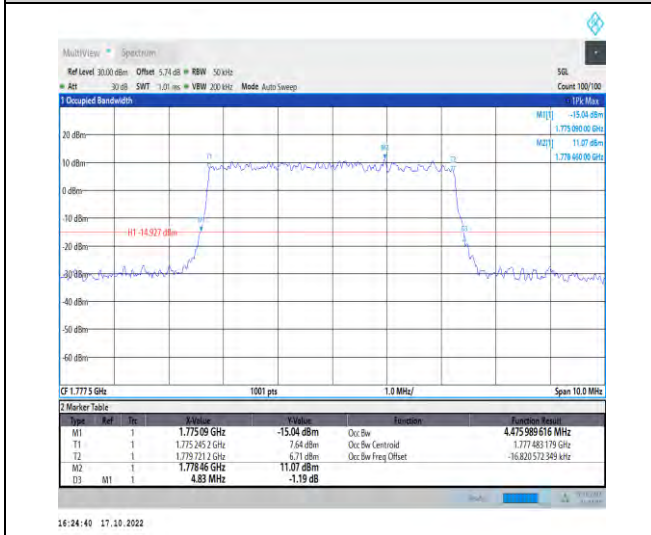 MultiView Spectrum
Ref Level 30.00 dBm Offset 5.74 dB RBW 50 kHz SGL
Att 30 dB SWT 1.01 ms VBW 200 kHz Mode Auto Sweep Count 100/100
1 Occupied Bandwidth 1Pk Max
M1[1] -15.04 dBm
1.775 090 00 GHz
M2[1] 11.07 dBm
1.778 460 00 GHz
20 dBm
M2
T1 T2
10 dBm
0 dBm
-10 dBm
M1
H1 -14.927 dBm
D3
-20 dBm
-30 dBm
-40 dBm
-50 dBm
-60 dBm
CF 1.777 5 GHz 1001 pts 1.0 MHz/ Span 10.0 MHz
2 Marker Table
Type Ref Trc X-Value Y-Value Function Function Result
M1 1 1.775 09 GHz -15.04 dBm Occ Bw 4.475 989 616 MHz
T1 1 1.775 245 2 GHz 7.64 dBm Occ Bw Centroid 1.777 483 179 GHz
T2 1 1.779 721 2 GHz 6.71 dBm Occ Bw Freq Offset -16.820 572 349 kHz
M2 1 1.778 46 GHz 11.07 dBm
D3 M1 1 4.83 MHz -1.19 dB
16:24:40 17.10.2022